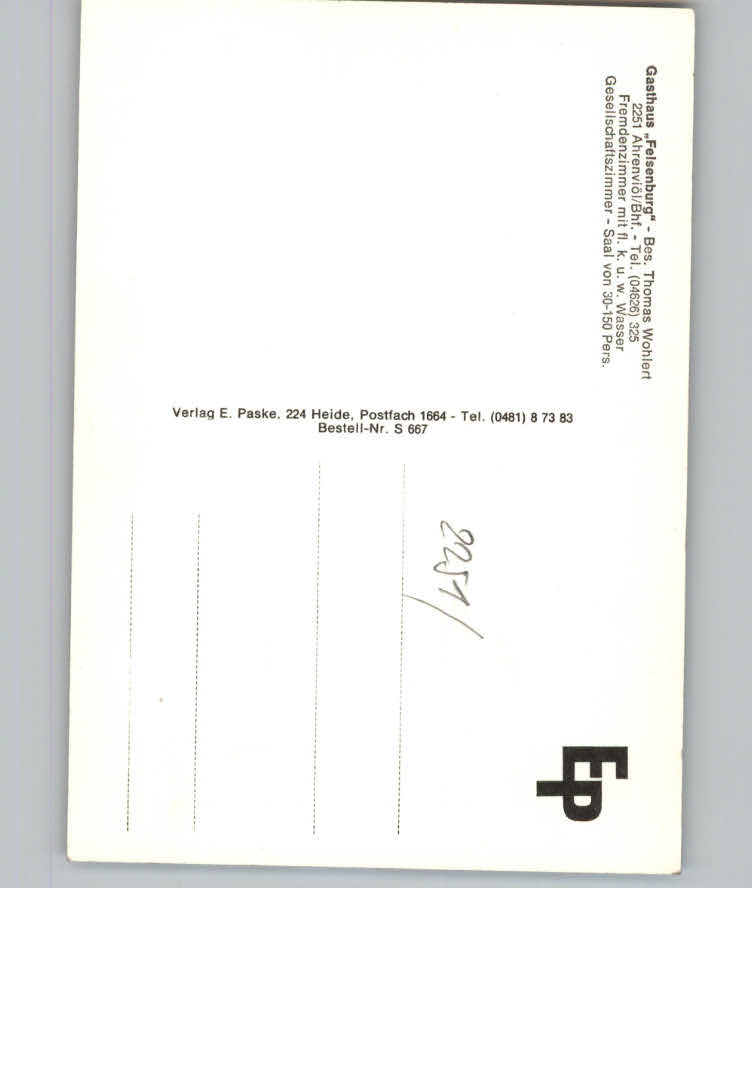 Gasthaus „Felsenburg“ - Bes. Thomas Wohlert
2251 Ahrenviöl/Bhf. - Tel. (04626) 325
Fremdenzimmer mit fl. k. u. w. Wasser
Gesellschaftszimmer - Saal von 30-150 Pers.
Verlag E. Paske, 224 Heide, Postfach 1664 - Tel. (0481) 8 73 83
Bestell-Nr. S 667
2251
EP